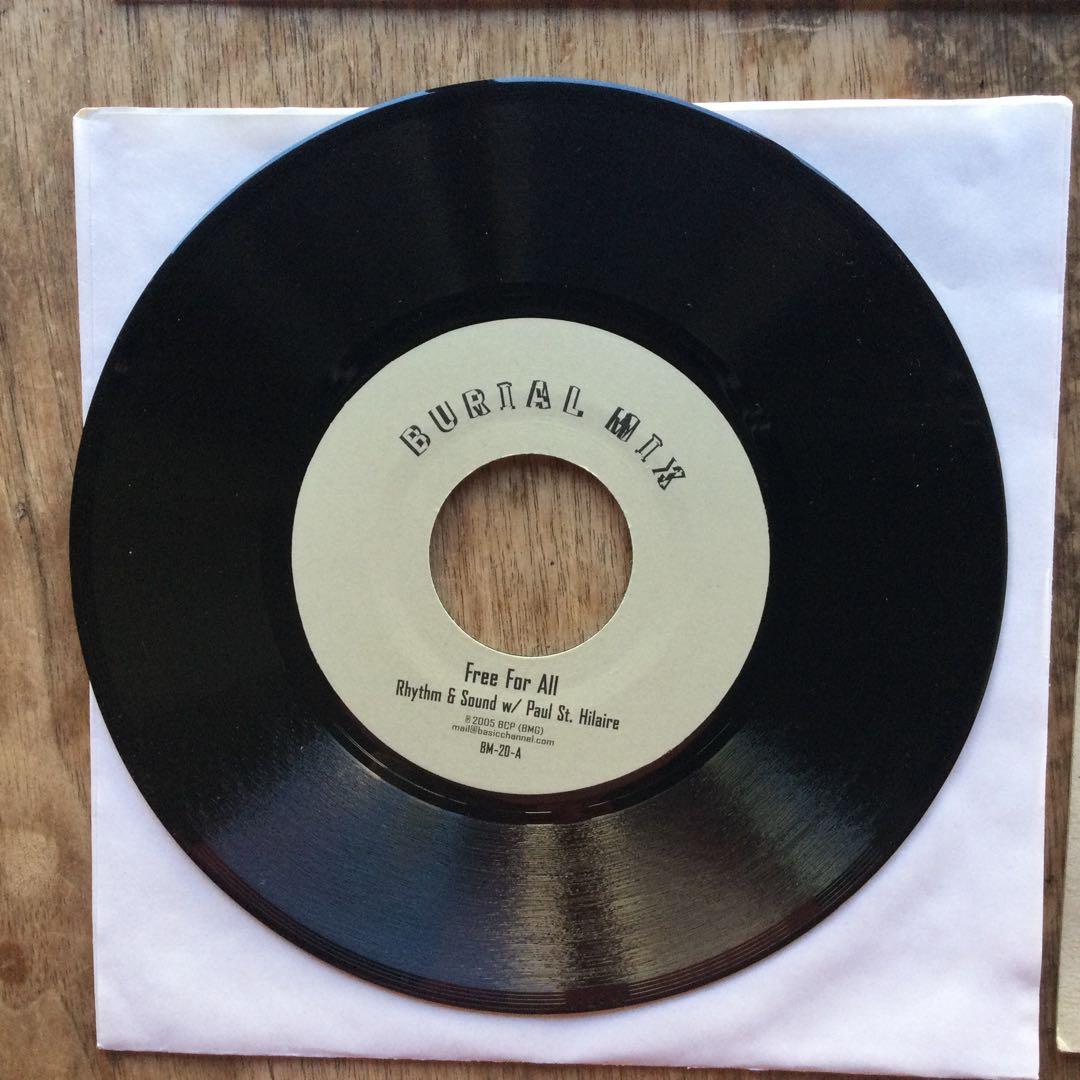 BURIAL MIX
Free For All
Rhythm & Sound w/ Paul St. Hilaire
℗ 2005 BCP (BMG)
mail@basicchannel.com
BM-20-A